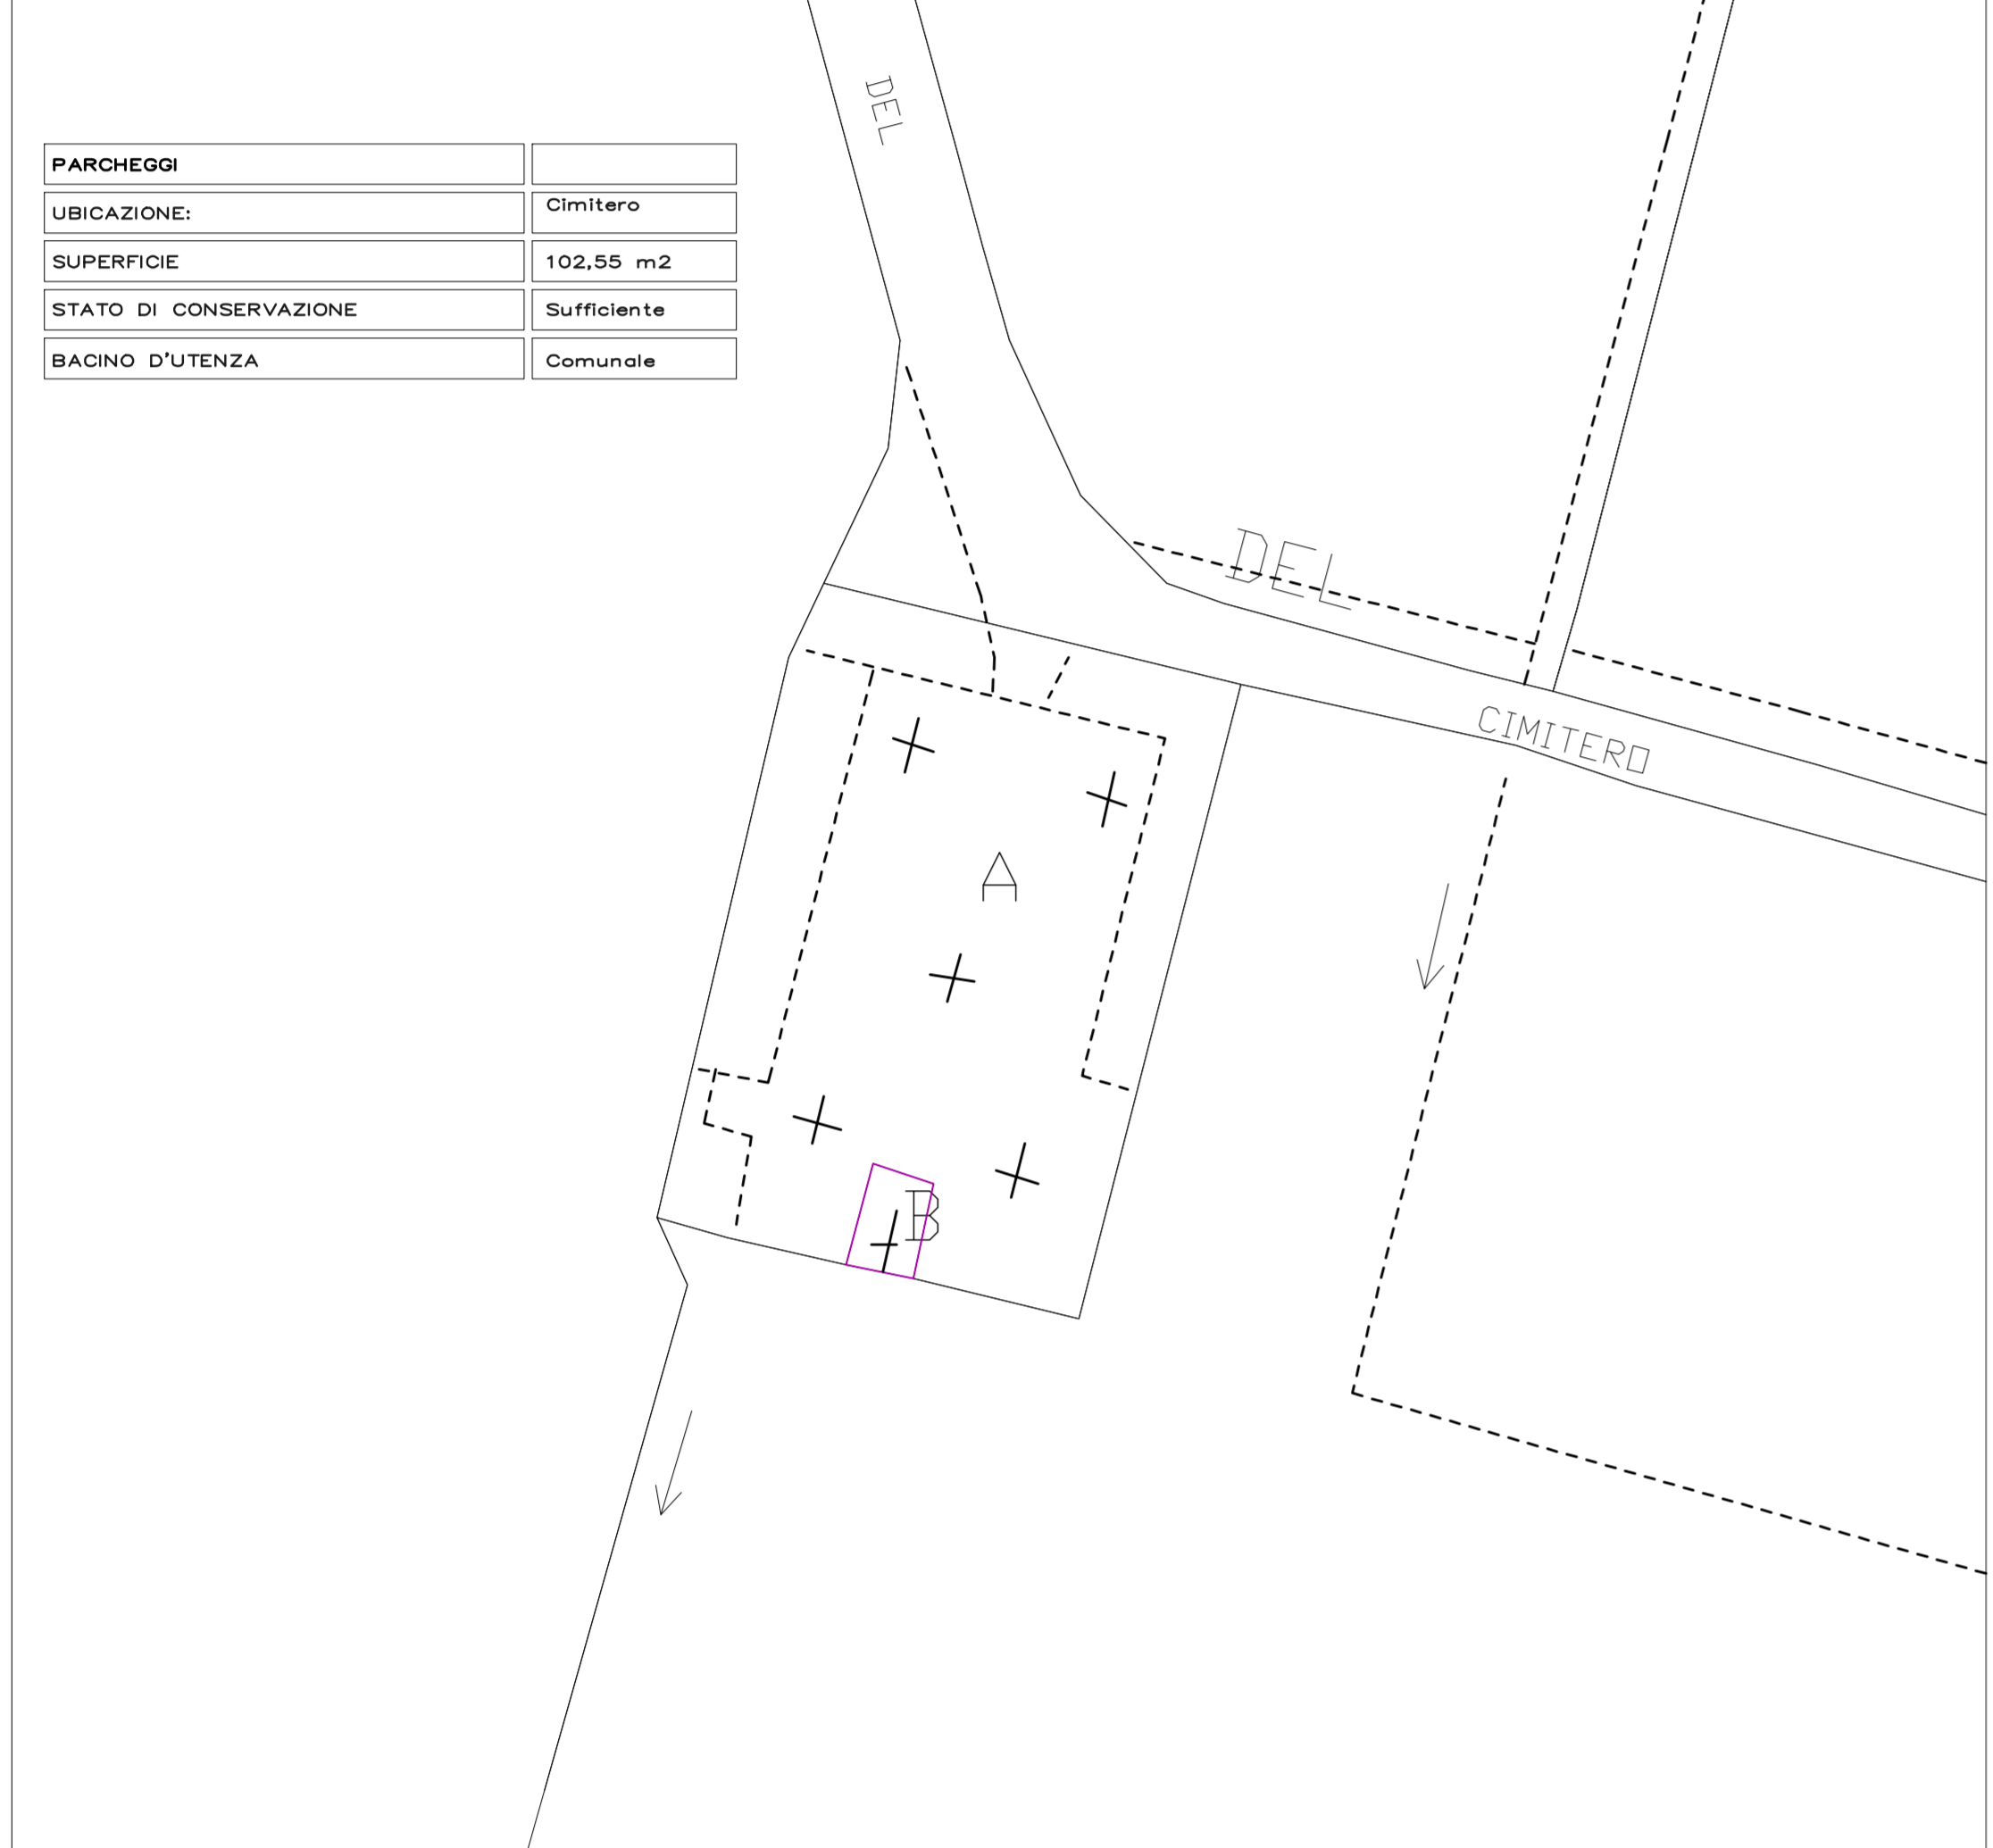 DEL
PARCHEGGI
UBICAZIONE: Cimitero
SUPERFICIE 102,55 m2
STATO DI CONSERVAZIONE Sufficiente
BACINO D'UTENZA Comunale
DEL
CIMITERO
A
B